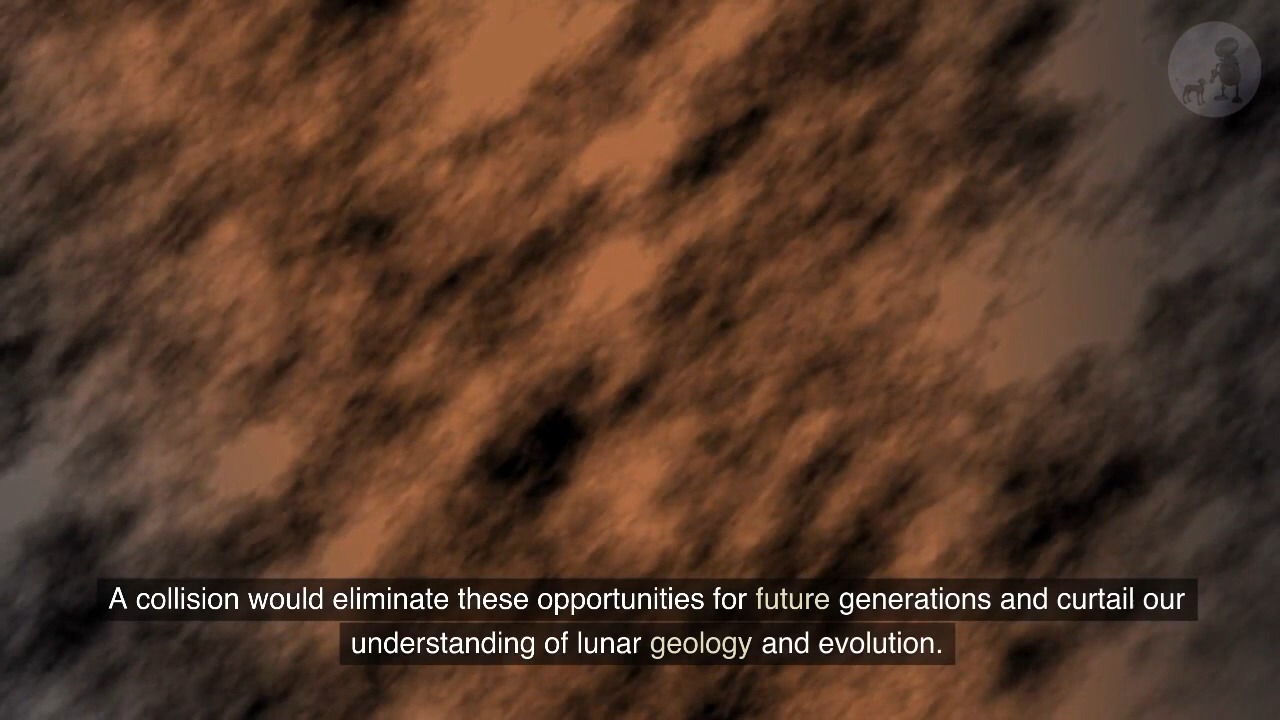 A collision would eliminate these opportunities for future generations and curtail our
understanding of lunar geology and evolution.